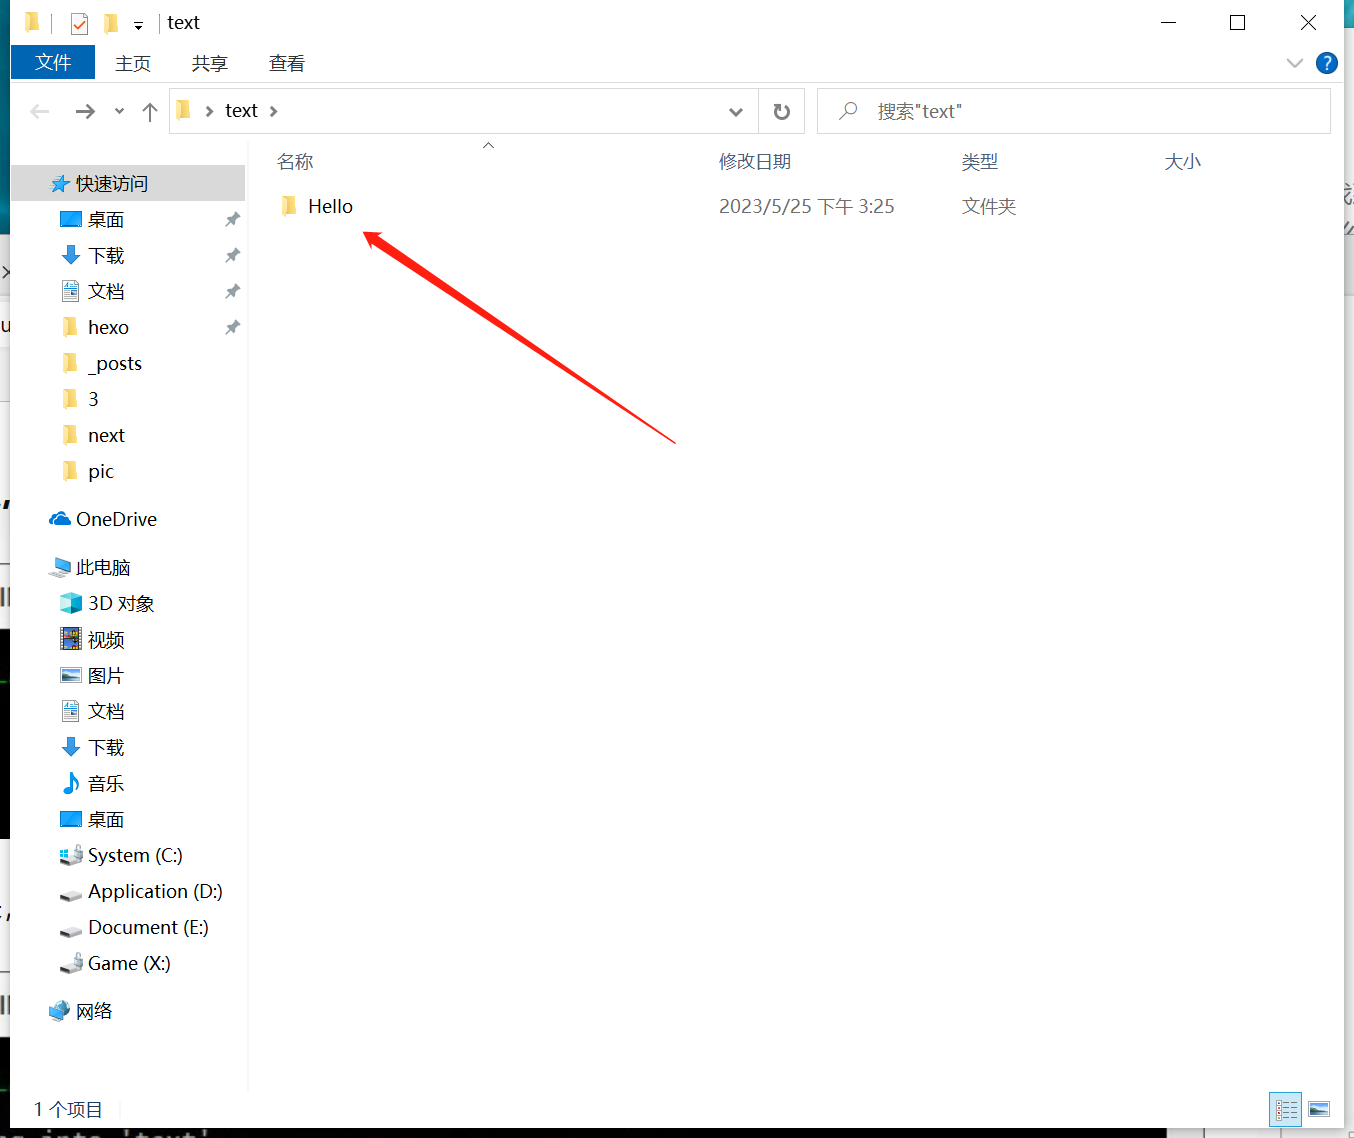 text
文件 主页 共享 查看 ?
text 搜索"text"
名称 修改日期 类型 大小
Hello 2023/5/25 下午 3:25 文件夹
快速访问
桌面
下载
文档
hexo
_posts
3
next
pic
OneDrive
此电脑
3D 对象
视频
图片
文档
下载
音乐
桌面
System (C:)
Application (D:)
Document (E:)
Game (X:)
网络
1 个项目
into 'text'